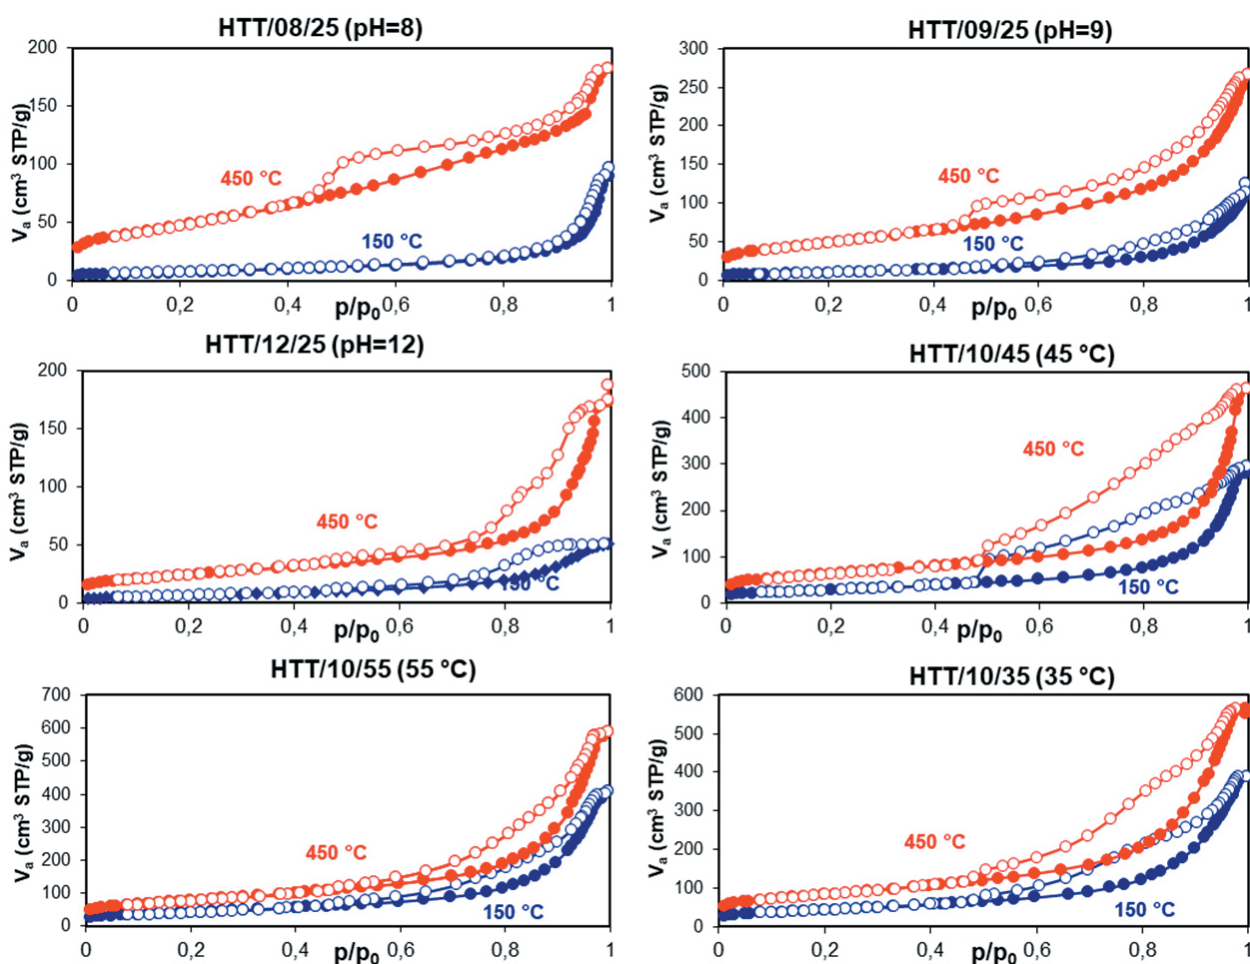 HTT/08/25 (pH=8)
200
150
100
50
0
Va (cm³ STP/g)
450 °C
150 °C
0
0,2
0,4
0,6
0,8
1
p/p₀
HTT/09/25 (pH=9)
300
250
200
150
100
50
0
Va (cm³ STP/g)
450 °C
150 °C
0
0,2
0,4
0,6
0,8
1
p/p₀
HTT/12/25 (pH=12)
200
150
100
50
0
Va (cm³ STP/g)
450 °C
150 °C
0
0,2
0,4
0,6
0,8
1
p/p₀
HTT/10/45 (45 °C)
500
400
300
200
100
0
Va (cm³ STP/g)
450 °C
150 °C
0
0,2
0,4
0,6
0,8
1
p/p₀
HTT/10/55 (55 °C)
700
600
500
400
300
200
100
0
Va (cm³ STP/g)
450 °C
150 °C
0
0,2
0,4
0,6
0,8
1
p/p₀
HTT/10/35 (35 °C)
600
500
400
300
200
100
0
Va (cm³ STP/g)
450 °C
150 °C
0
0,2
0,4
0,6
0,8
1
p/p₀